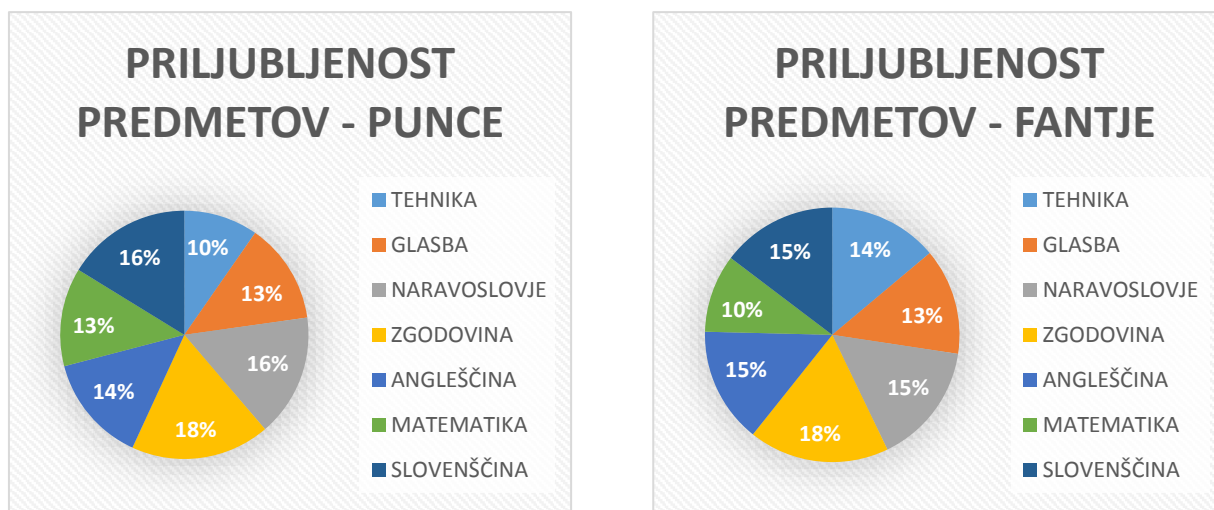 PRILJUBLJENOST
PREDMETOV - PUNCE
10%
13%
16%
18%
14%
13%
16%
TEHNIKA
GLASBA
NARAVOSLOVJE
ZGODOVINA
ANGLEŠČINA
MATEMATIKA
SLOVENŠČINA
PRILJUBLJENOST
PREDMETOV - FANTJE
14%
13%
15%
18%
15%
10%
15%
TEHNIKA
GLASBA
NARAVOSLOVJE
ZGODOVINA
ANGLEŠČINA
MATEMATIKA
SLOVENŠČINA